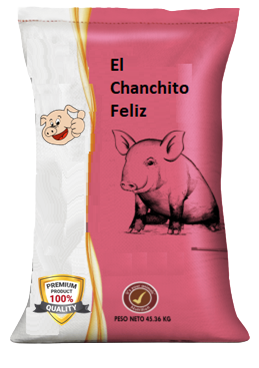 El
Chanchito
Feliz
PREMIUM
PRODUCT
100%
QUALITY
PESO NETO 45.36 KG